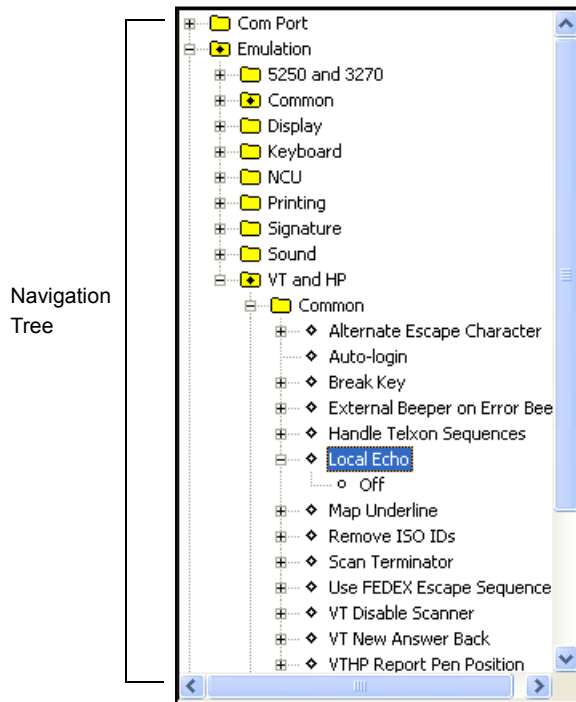 Navigation
Tree
Com Port
Emulation
5250 and 3270
Common
Display
Keyboard
NCU
Printing
Signature
Sound
VT and HP
Common
Alternate Escape Character
Auto-login
Break Key
External Beeper on Error Bee
Handle Telxon Sequences
Local Echo
Off
Map Underline
Remove ISO IDs
Scan Terminator
Use FEDEX Escape Sequence
VT Disable Scanner
VT New Answer Back
VTHP Report Pen Position